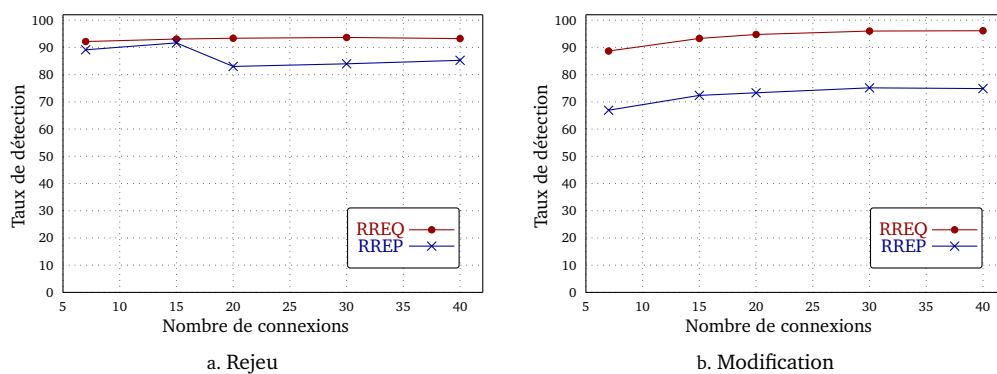 100
90
80
70
60
50
40
30
20
10
0
Taux de détection
RREQ
RREP
5 10 15 20 25 30 35 40
Nombre de connexions
a. Rejeu
100
90
80
70
60
50
40
30
20
10
0
Taux de détection
RREQ
RREP
5 10 15 20 25 30 35 40
Nombre de connexions
b. Modification